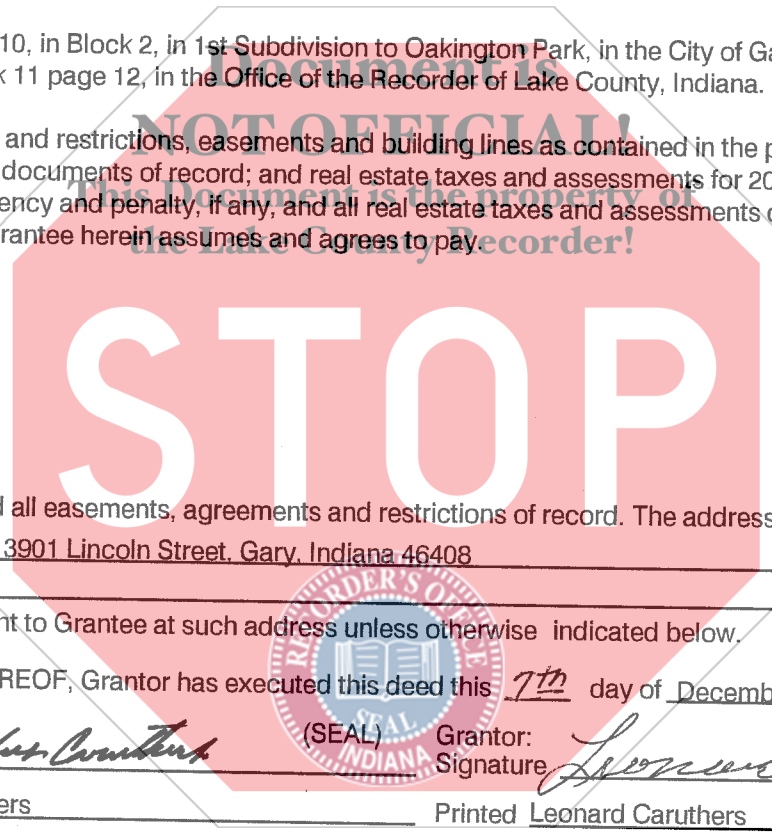 10, in Block 2, in 1st Subdivision to Oakington Park, in the City of Ga
k 11 page 12, in the Office of the Recorder of Lake County, Indiana.
Document is
NOT OFFICIAL!
This Document is the property of
the Lake County Recorder!
and restrictions, easements and building lines as contained in the p
documents of record; and real estate taxes and assessments for 20
ency and penalty, if any, and all real estate taxes and assessments
rantee herein assumes and agrees to pay.
STOP
all easements, agreements and restrictions of record. The address
3901 Lincoln Street, Gary, Indiana 46408
RECORDER'S OFFICE
SEAL
INDIANA
nt to Grantee at such address unless otherwise indicated below.
REOF, Grantor has executed this deed this 7th day of Decemb
(SEAL) Grantor:
Signature
ers
Printed Leonard Caruthers